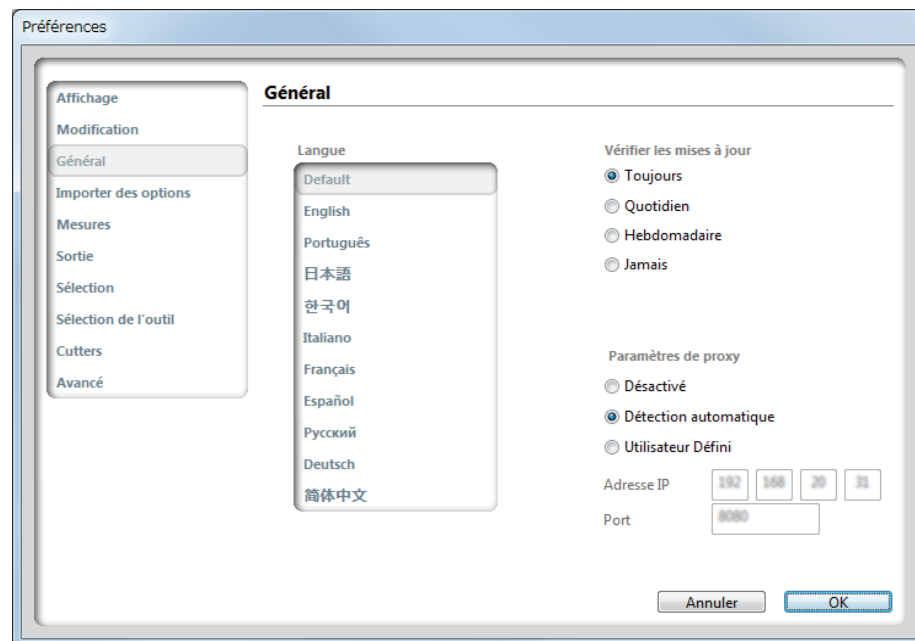 Préférences
Affichage
Modification
Général
Importer des options
Mesures
Sortie
Sélection
Sélection de l'outil
Cutters
Avancé
Général
Langue
Default
English
Português
日本語
한국어
Italiano
Français
Español
Русский
Deutsch
简体中文
Vérifier les mises à jour
Toujours
Quotidien
Hebdomadaire
Jamais
Paramètres de proxy
Désactivé
Détection automatique
Utilisateur Défini
Adresse IP 192 168 20 31
Port 8080
Annuler OK